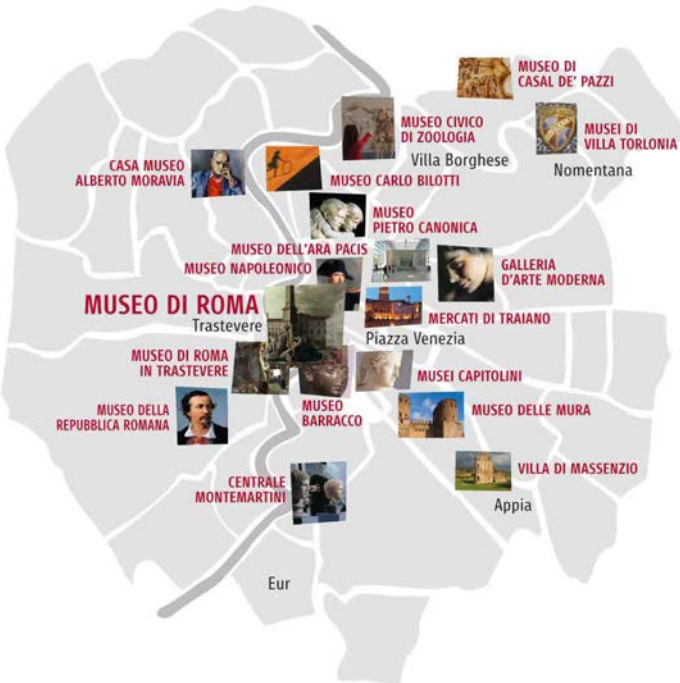 MUSEO DI
CASAL DE' PAZZI
MUSEO CIVICO
DI ZOOLOGIA
MUSEI DI
VILLA TORLONIA
Villa Borghese
Nomentana
CASA MUSEO
ALBERTO MORAVIA
MUSEO CARLO BILOTTI
MUSEO
PIETRO CANONICA
MUSEO DELL'ARA PACIS
MUSEO NAPOLEONICO
GALLERIA
D'ARTE MODERNA
MUSEO DI ROMA
Trastevere
MERCATI DI TRAIANO
Piazza Venezia
MUSEO DI ROMA
IN TRASTEVERE
MUSEI CAPITOLINI
MUSEO DELLA
REPUBBLICA ROMANA
MUSEO
BARRACCO
MUSEO DELLE MURA
CENTRALE
MONTEMARTINI
VILLA DI MASSENZIO
Appia
Eur